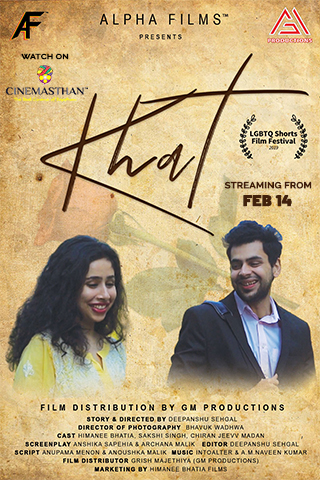 AF
ALPHA FILMS™
PRESENTS
PRODUCTIONS
WATCH ON
CINEMASTHAN™
Khat
LGBTQ Shorts
Film Festival
2019
STREAMING FROM
FEB 14
FILM DISTRIBUTION BY GM PRODUCTIONS
STORY & DIRECTED BY DEEPANSHU SEHGAL
DIRECTOR OF PHOTOGRAPHY BHAVUK WADHWA
CAST HIMANEE BHATIA, SAKSHI SINGH, CHIRAN JEEVV MADAN
SCREENPLAY ANSHIKA SAPEHIA & ARCHANA MALIK EDITOR DEEPANSHU SEHGAL
SCRIPT ANUPAMA MENON & ANOUSHKA MALIK MUSIC INTOALTER & A.M.NAVEEN KUMAR
FILM DISTRIBUTOR GRISH MAJETHIYA (GM PRODUCTIONS)
MARKETING BY HIMANEE BHATIA FILMS